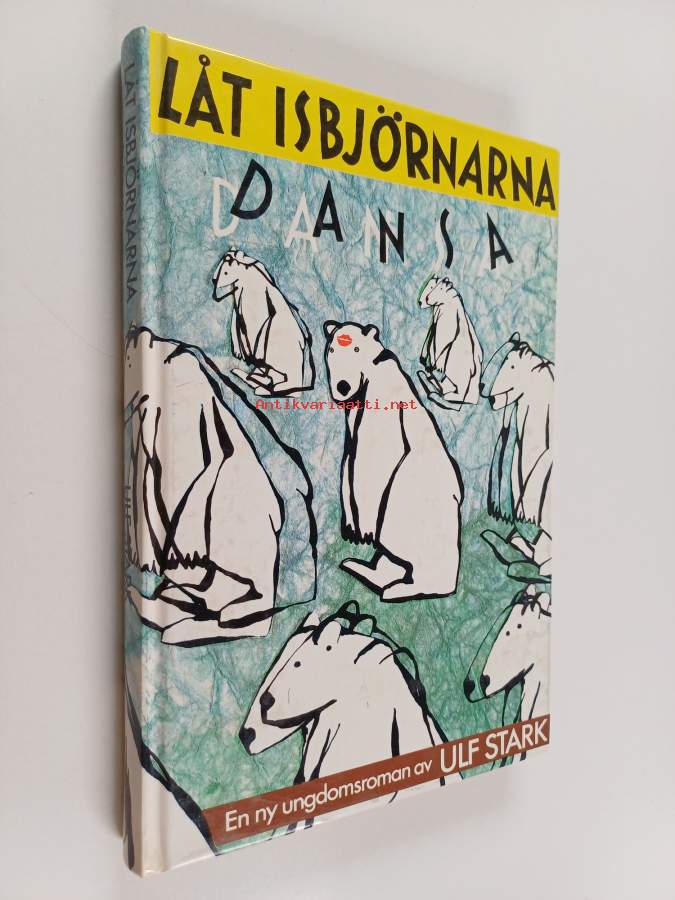 LÅT ISBJÖRNARNA
DANSA
LÅT ISBJÖRNARNA
Antikvariaatti.net
En ny ungdomsroman av ULF STARK